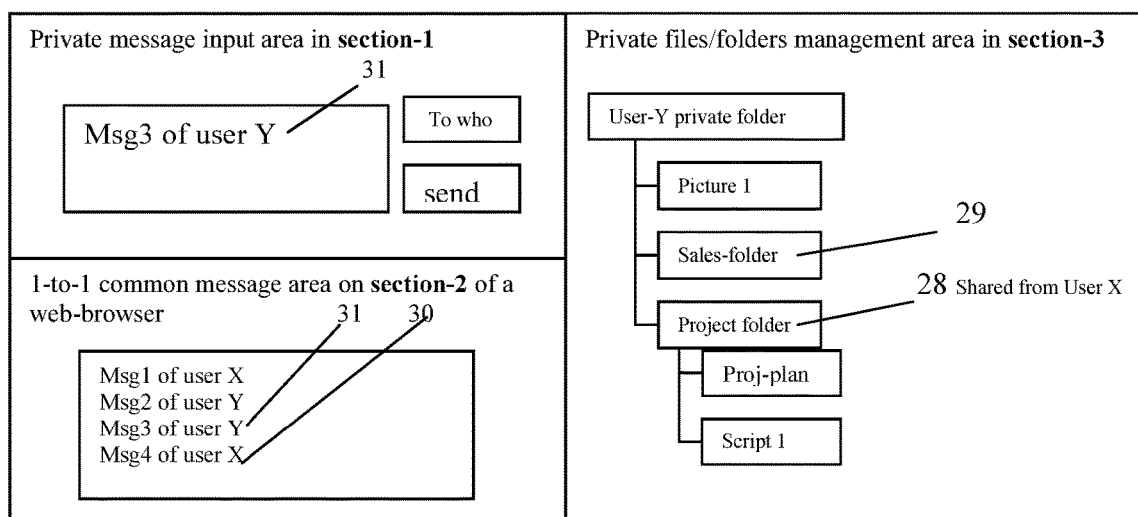 Private message input area in section-1
31
Msg3 of user Y
To who
send
1-to-1 common message area on section-2 of a
web-browser
31 30
Msg1 of user X
Msg2 of user Y
Msg3 of user Y
Msg4 of user X
Private files/folders management area in section-3
User-Y private folder
Picture 1
29
Sales-folder
28 Shared from User X
Project folder
Proj-plan
Script 1